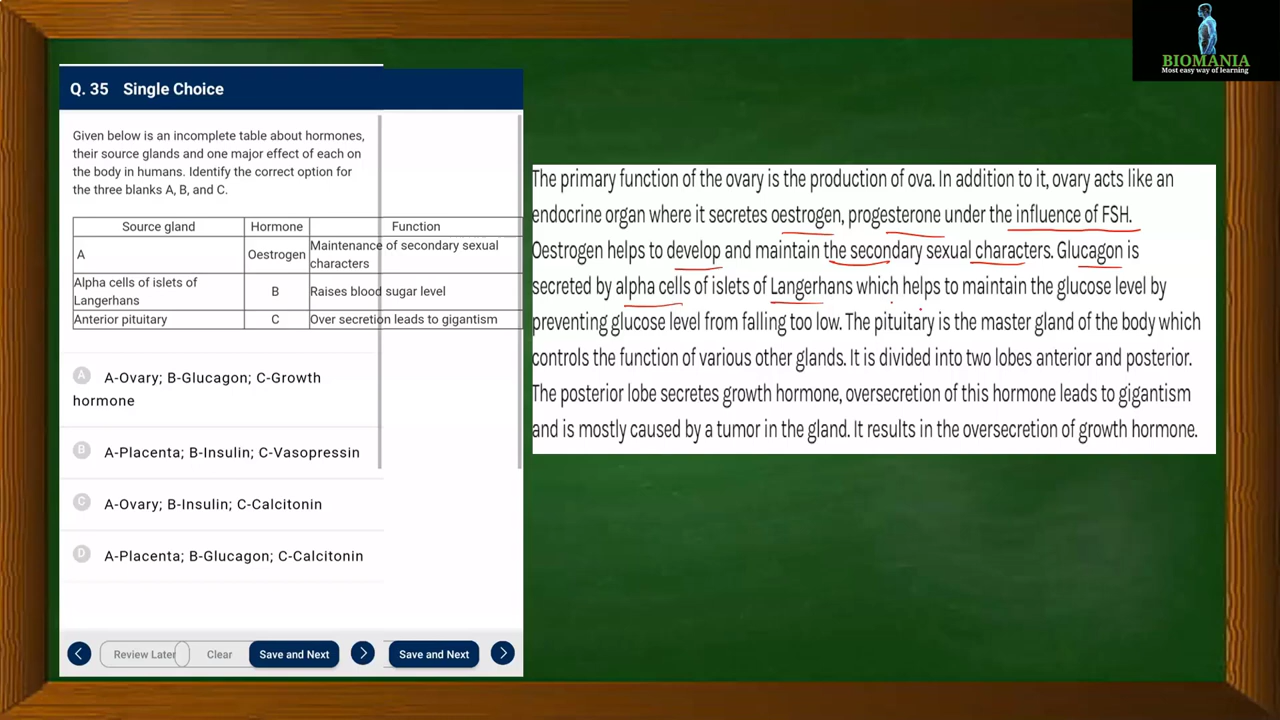 BIOMANIA
Most easy way of learning
Q. 35 Single Choice
Given below is an incomplete table about hormones,
their source glands and one major effect of each on
the body in humans. Identify the correct option for
the three blanks A, B, and C.
Source gland Hormone Function
A Oestrogen Maintenance of secondary sexual
characters
Alpha cells of islets of
Langerhans B Raises blood sugar level
Anterior pituitary C Over secretion leads to gigantism
A A-Ovary; B-Glucagon; C-Growth
hormone
B A-Placenta; B-Insulin; C-Vasopressin
C A-Ovary; B-Insulin; C-Calcitonin
D A-Placenta; B-Glucagon; C-Calcitonin
Review Later Clear Save and Next Save and Next
The primary function of the ovary is the production of ova. In addition to it, ovary acts like an
endocrine organ where it secretes oestrogen, progesterone under the influence of FSH.
Oestrogen helps to develop and maintain the secondary sexual characters. Glucagon is
secreted by alpha cells of islets of Langerhans which helps to maintain the glucose level by
preventing glucose level from falling too low. The pituitary is the master gland of the body which
controls the function of various other glands. It is divided into two lobes anterior and posterior.
The posterior lobe secretes growth hormone, oversecretion of this hormone leads to gigantism
and is mostly caused by a tumor in the gland. It results in the oversecretion of growth hormone.